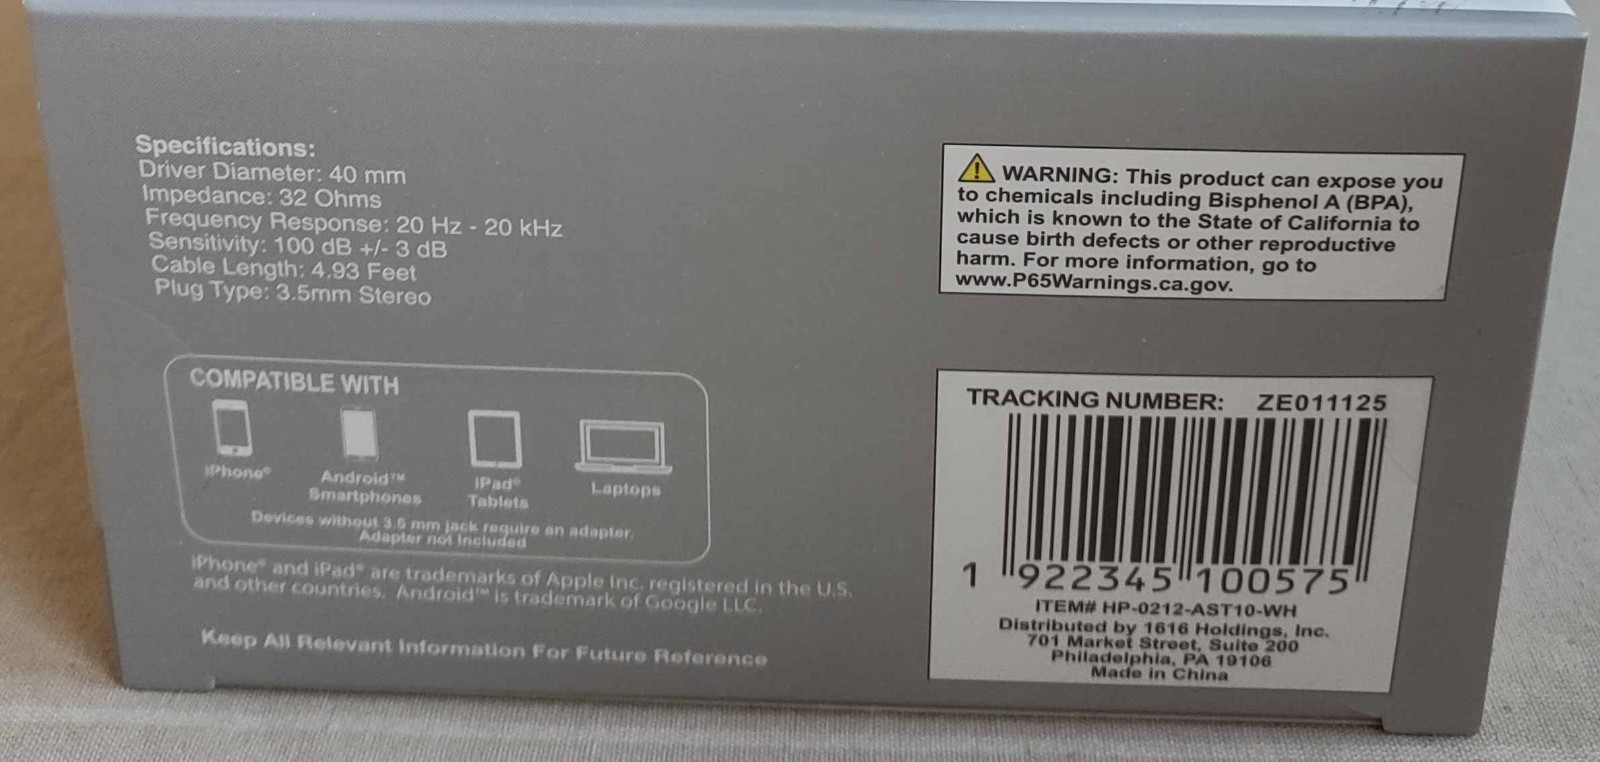 Specifications:
Driver Diameter: 40 mm
Impedance: 32 Ohms
Frequency Response: 20 Hz - 20 kHz
Sensitivity: 100 dB +/- 3 dB
Cable Length: 4.93 Feet
Plug Type: 3.5mm Stereo
COMPATIBLE WITH
iPhone®
Android™
Smartphones
iPad®
Tablets
Laptops
Devices without 3.5 mm jack require an adapter.
Adapter not Included
iPhone® and iPad® are trademarks of Apple Inc. registered in the U.S.
and other countries. Android™ is trademark of Google LLC.
Keep All Relevant Information For Future Reference
WARNING: This product can expose you
to chemicals including Bisphenol A (BPA),
which is known to the State of California to
cause birth defects or other reproductive
harm. For more information, go to
www.P65Warnings.ca.gov.
TRACKING NUMBER: ZE011125
1 922345 100575
ITEM# HP-0212-AST10-WH
Distributed by 1616 Holdings, Inc.
701 Market Street, Suite 200
Philadelphia, PA 19106
Made in China